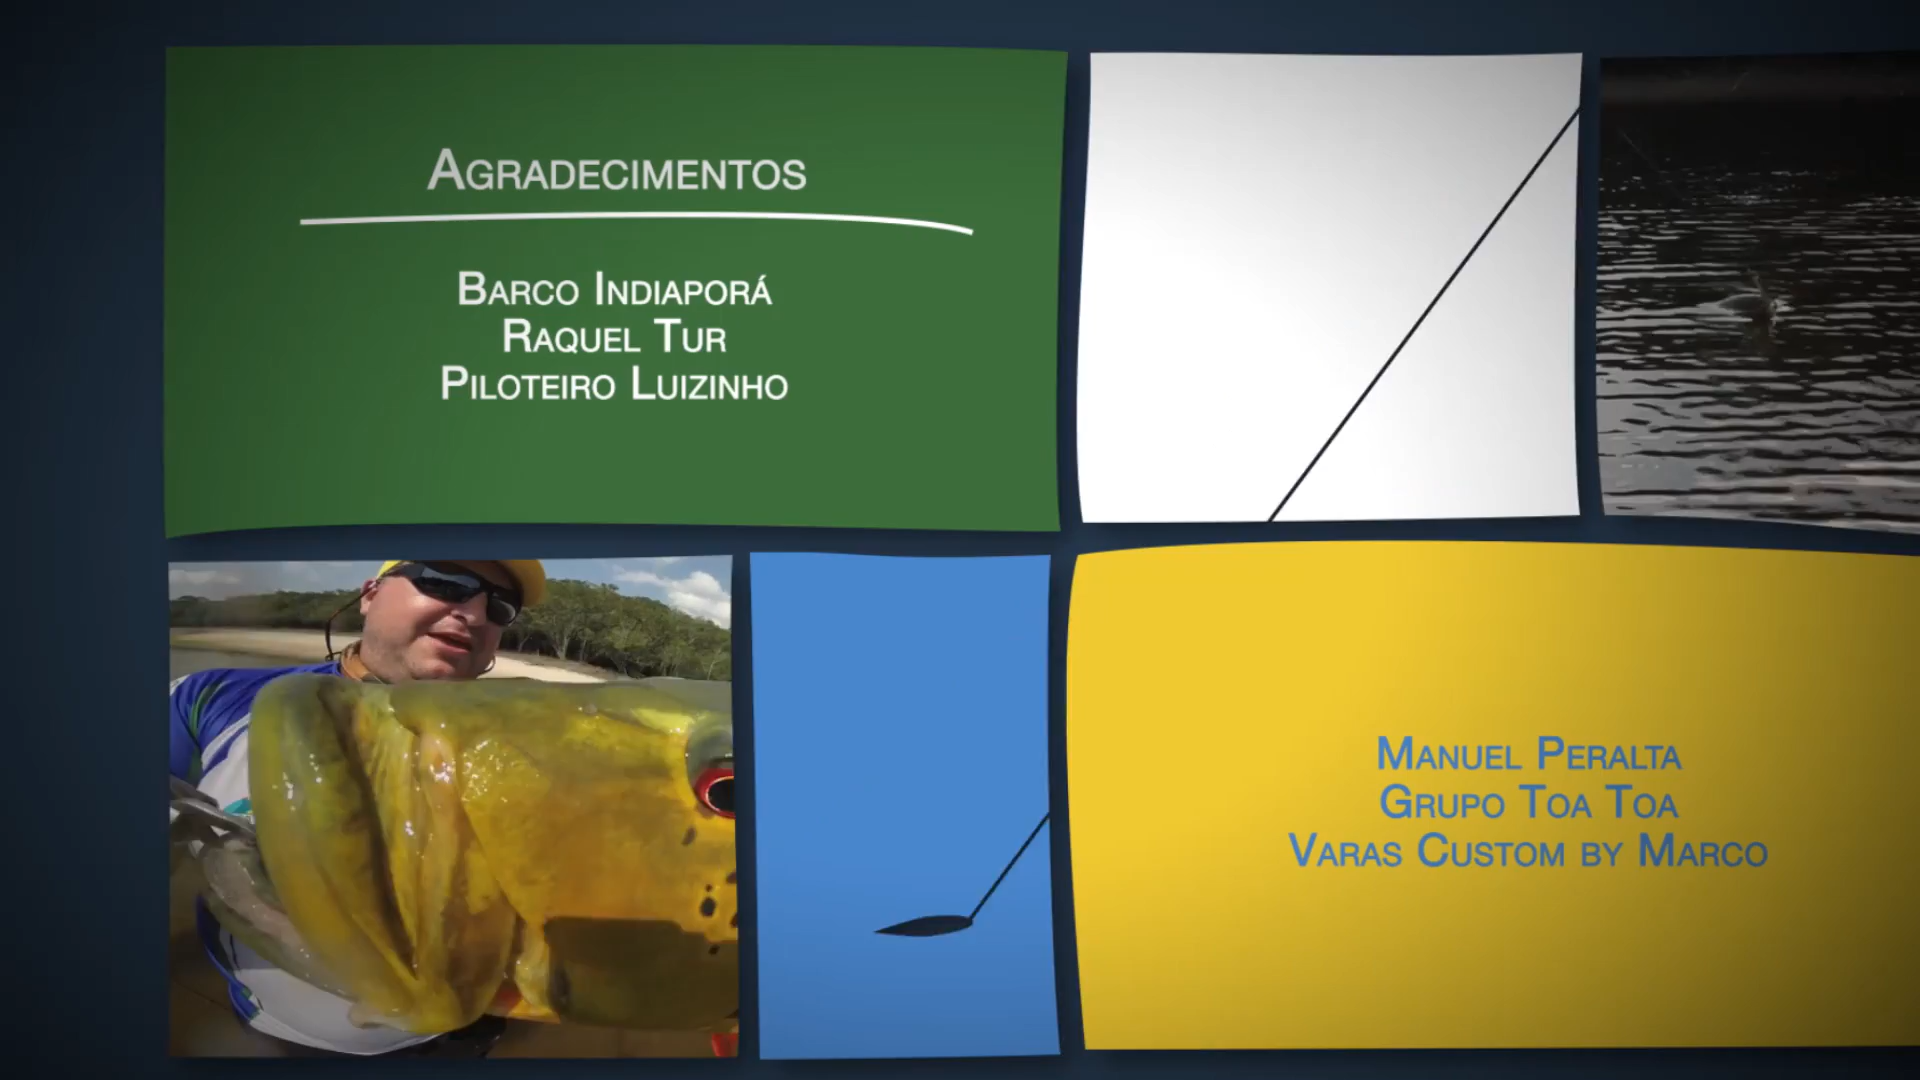 Agradecimentos
Barco Indiaporá
Raquel Tur
Piloteiro Luizinho
Manuel Peralta
Grupo Toa Toa
Varas Custom by Marco